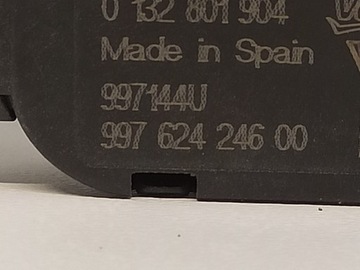 0 132 801 904
Made in Spain
997144U
997 624 246 00